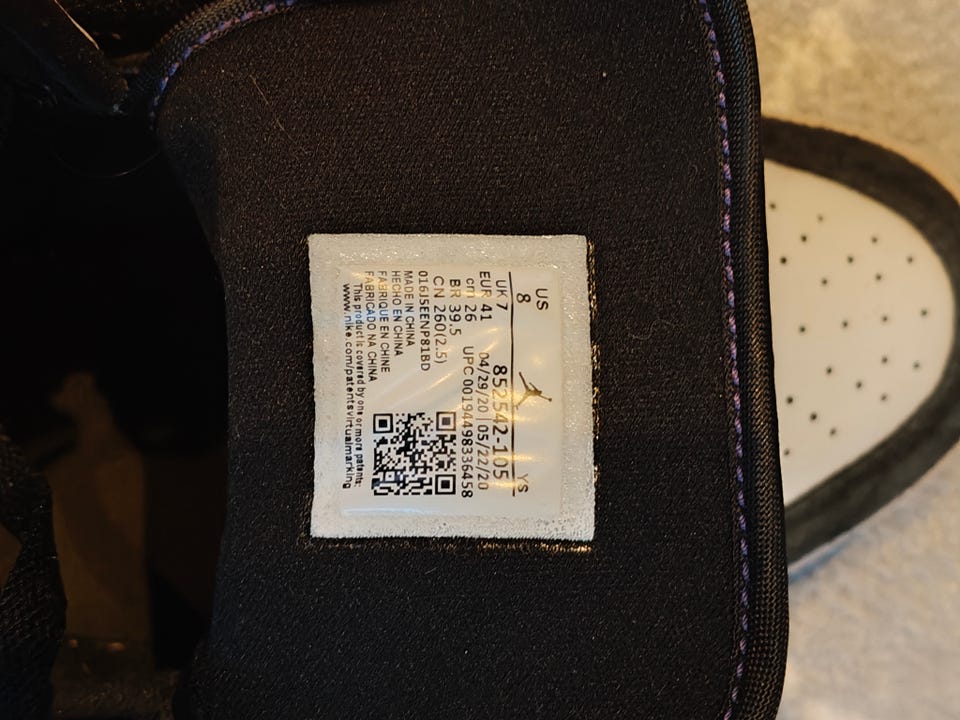 US
8 YS
852542-105
UK 7 04/29/20 | 05/22/20
EUR 41 UPC 00194498336458
cm 26
BR 39.5
CN 260(2.5)
016J5EENP81BD
MADE IN CHINA
HECHO EN CHINA
FABRIQUE EN CHINE
FABRICADO NA CHINA
This product is covered by one or more patents:
www.nike.com/patentsvirtualmarking